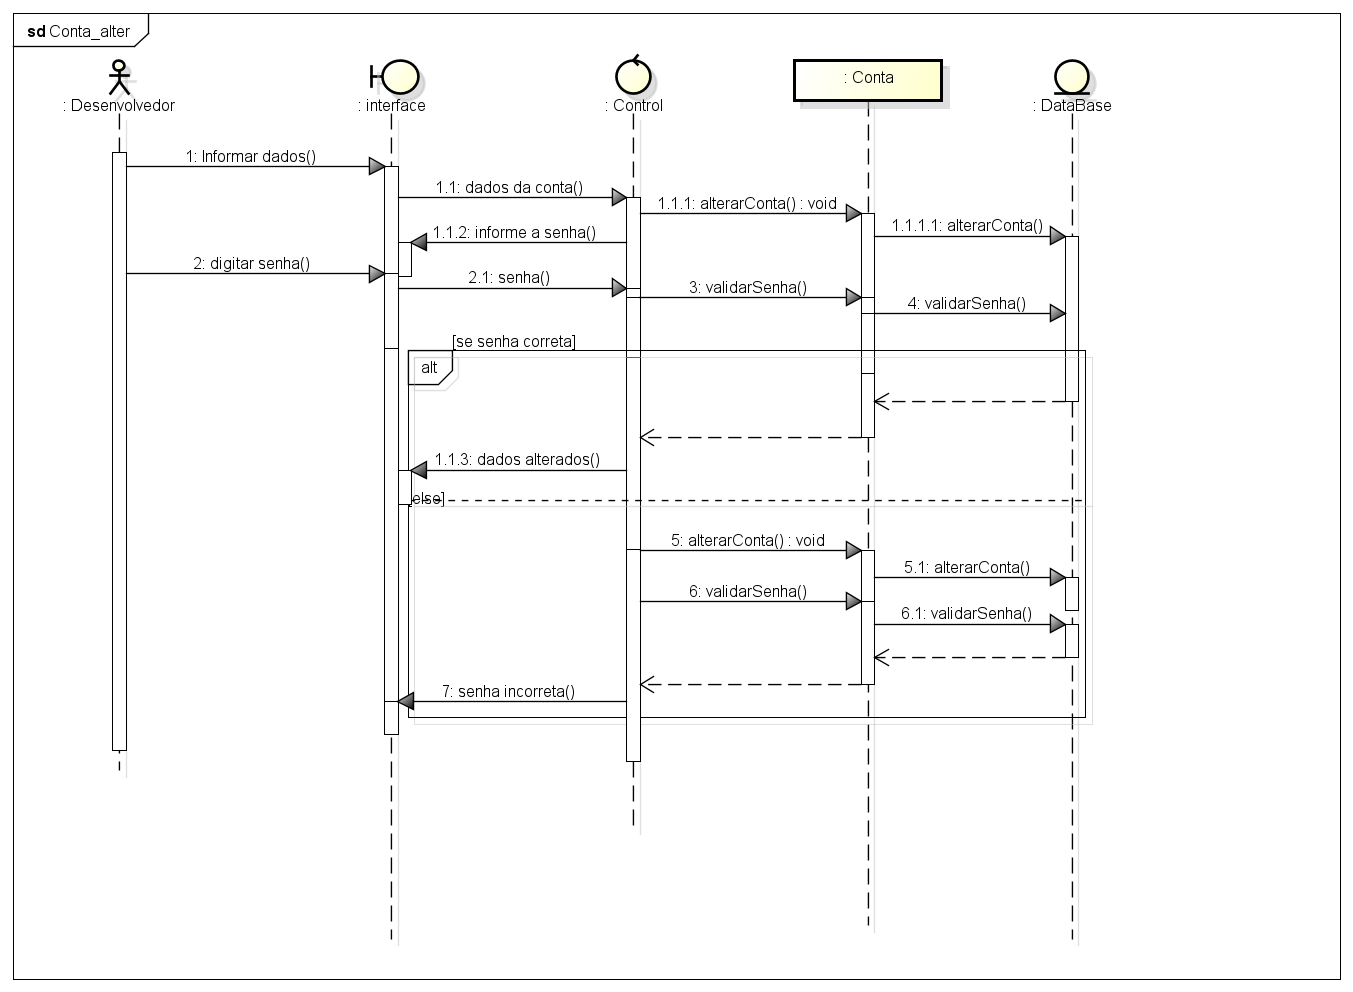 sd Conta_alter
: Desenvolvedor
: interface
: Control
: Conta
: DataBase
1: Informar dados()
1.1: dados da conta()
1.1.1: alterarConta() : void
1.1.1.1: alterarConta()
1.1.2: informe a senha()
2: digitar senha()
2.1: senha()
3: validarSenha()
4: validarSenha()
[se senha correta]
alt
1.1.3: dados alterados()
[else]
5: alterarConta() : void
5.1: alterarConta()
6: validarSenha()
6.1: validarSenha()
7: senha incorreta()